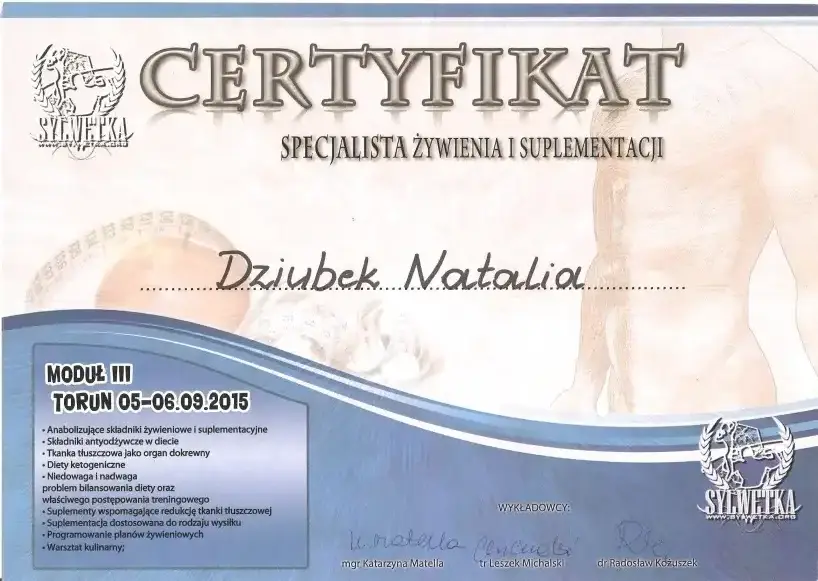 CERTYFIKAT
SYLWETKA
WWW.SYLWETKA.ORG
SPECJALISTA ŻYWIENIA I SUPLEMENTACJI
Dziubek Natalia
MODUŁ III
TORUN 05-06.09.2015
• Anabolizujące składniki żywieniowe i suplementacyjne
• Składniki antyodżywcze w diecie
• Tkanka tłuszczowa jako organ dokrewny
• Diety ketogeniczne
• Niedowaga i nadwaga
problem bilansowania diety oraz
właściwego postępowania treningowego
• Suplementy wspomagające redukcję tkanki tłuszczowej
• Suplementacja dostosowana do rodzaju wysiłku
• Programowanie planów żywieniowych
• Warsztat kulinarny;
SYLWETKA
WWW.SYLWETKA.ORG
WYKŁADOWCY:
mgr Katarzyna Matella
tr Leszek Michalski
dr Radosław Kożuszek